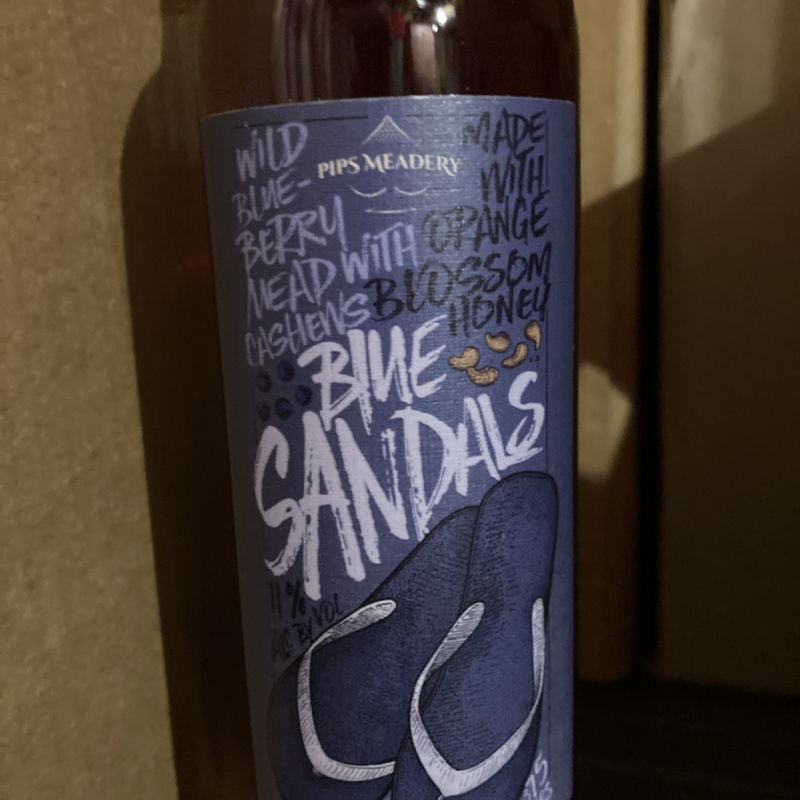 PIPS MEADERY
WILD
BLUE-
BERRY
MEAD WITH
CASHEWS
MADE
WITH
ORANGE
BLOSSOM
HONEY
BLUE
SANDALS
11%
ALC BY VOL